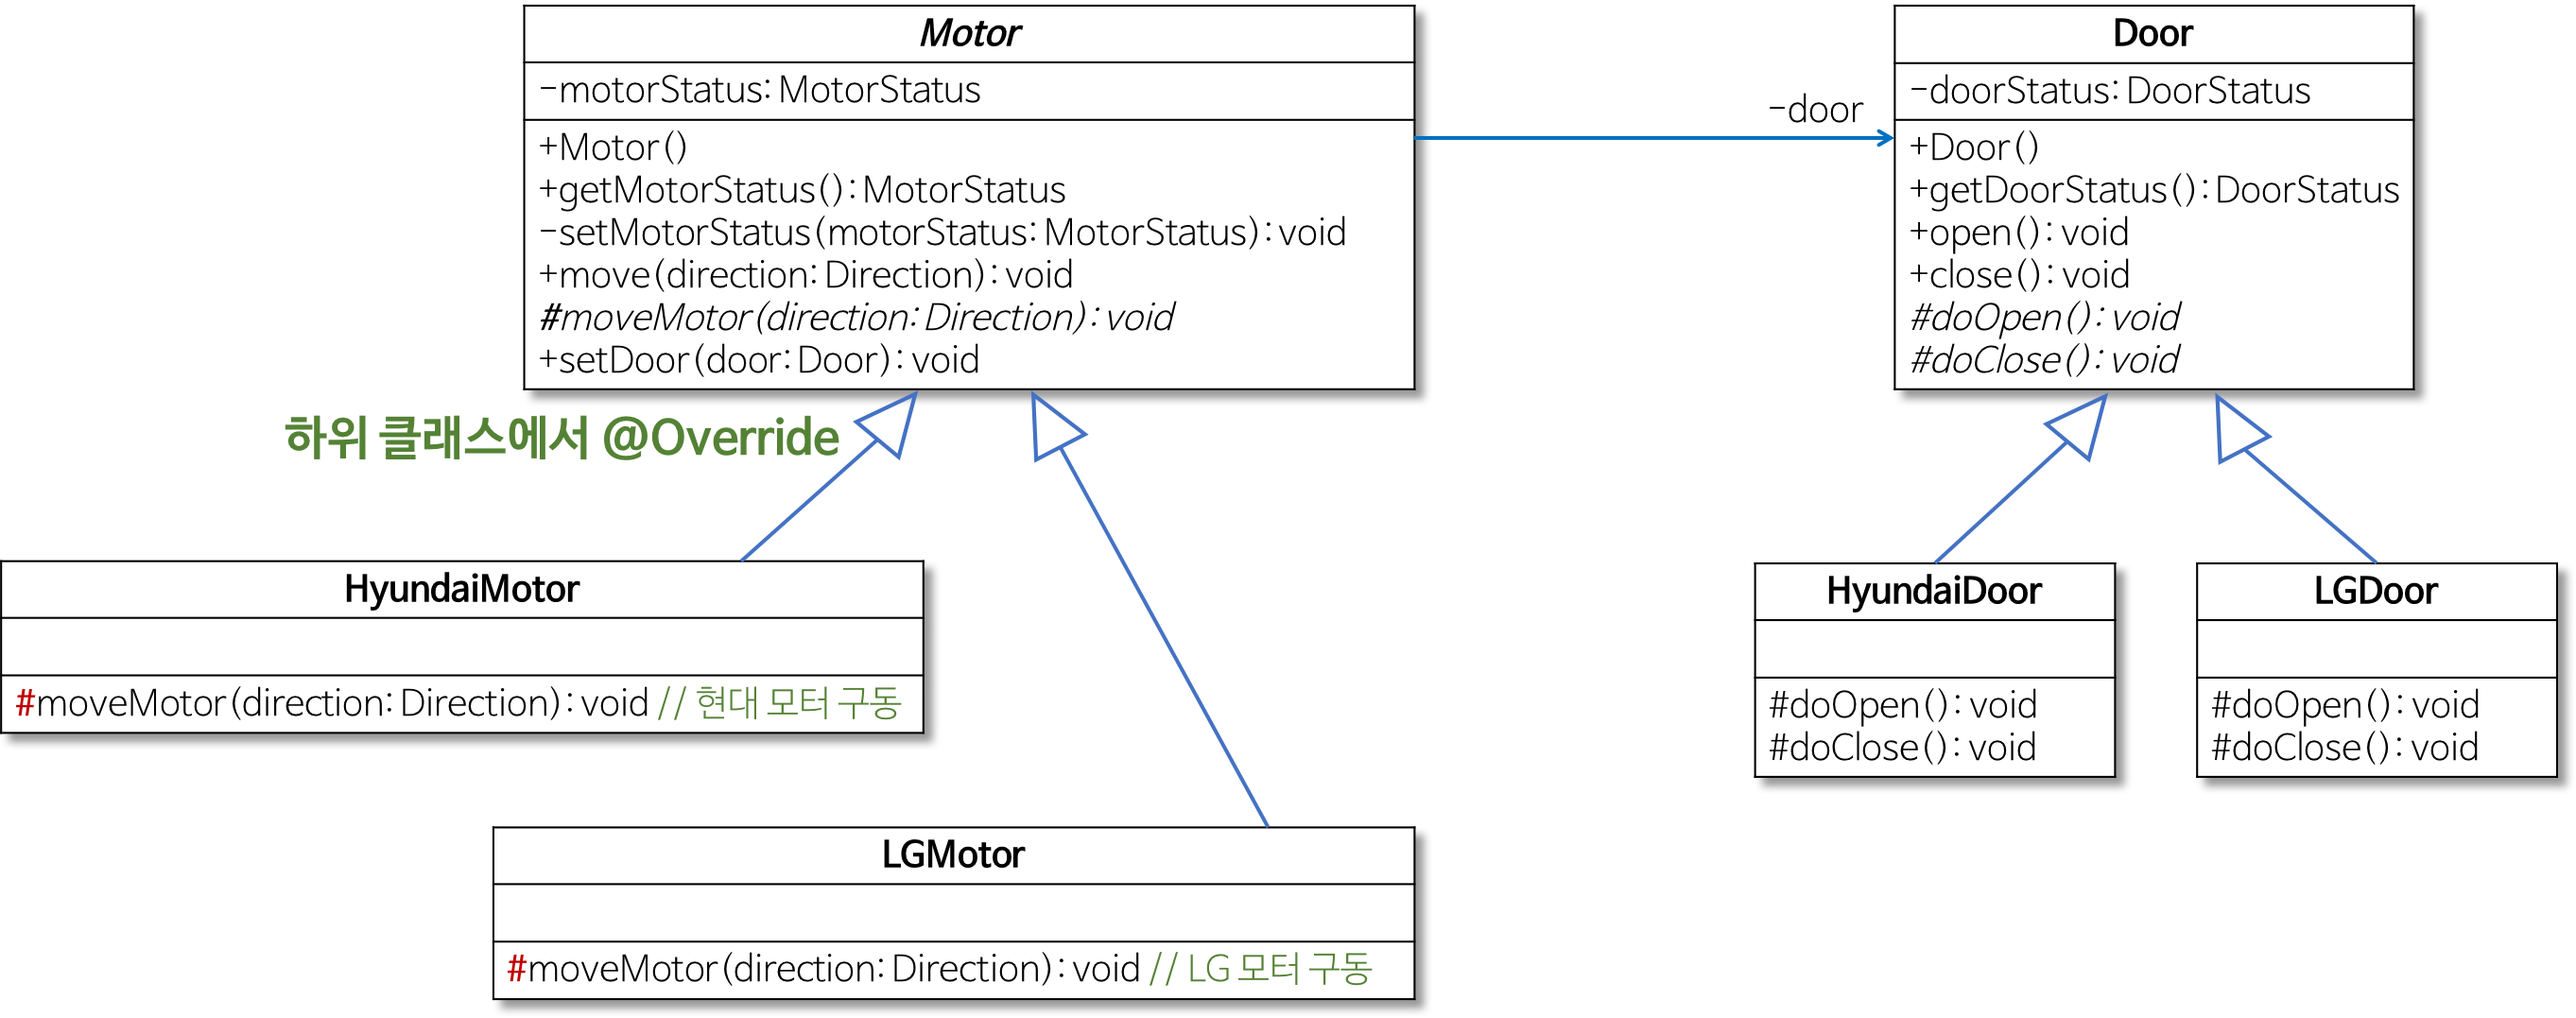 Motor
-motorStatus: MotorStatus
+Motor()
+getMotorStatus(): MotorStatus
-setMotorStatus(motorStatus: MotorStatus): void
+move(direction: Direction): void
#moveMotor(direction: Direction): void
+setDoor(door: Door): void
-door
Door
-doorStatus: DoorStatus
+Door()
+getDoorStatus(): DoorStatus
+open(): void
+close(): void
#doOpen(): void
#doClose(): void
하위 클래스에서 @Override
HyundaiMotor
#moveMotor(direction: Direction): void // 현대 모터 구동
LGMotor
#moveMotor(direction: Direction): void // LG 모터 구동
HyundaiDoor
#doOpen(): void
#doClose(): void
LGDoor
#doOpen(): void
#doClose(): void